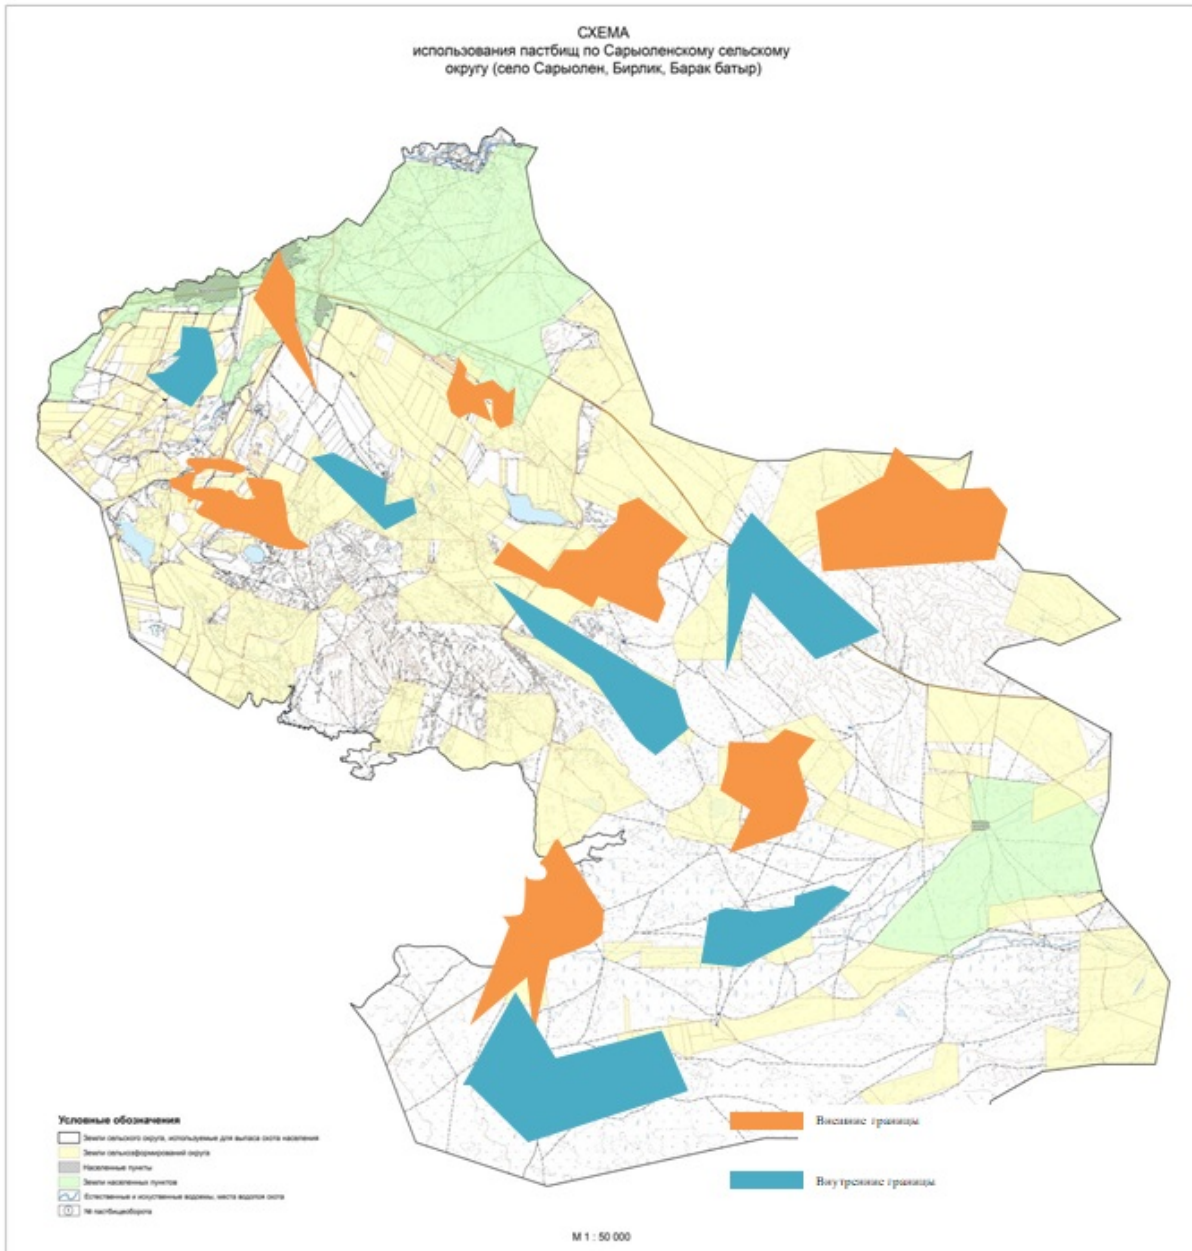 СХЕМА
использования пастбищ по Сарыоленскому сельскому
округу (село Сарыолен, Бирлик, Барак батыр)
Условные обозначения
Земли сельского округа, используемые для выпаса скота населения
Земли сельхозформирований округа
Населенные пункты
Земли населенных пунктов
Естественные и искуственные водоемы, места водопоя скота
№ пастбищеоборота
Внешние границы
Внутренние границы
М 1 : 50 000